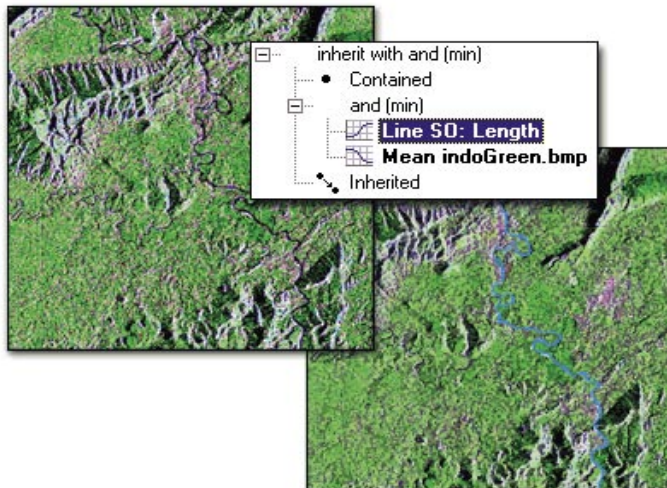 inherit with and (min)
Contained
and (min)
Line SO: Length
Mean indoGreen.bmp
Inherited